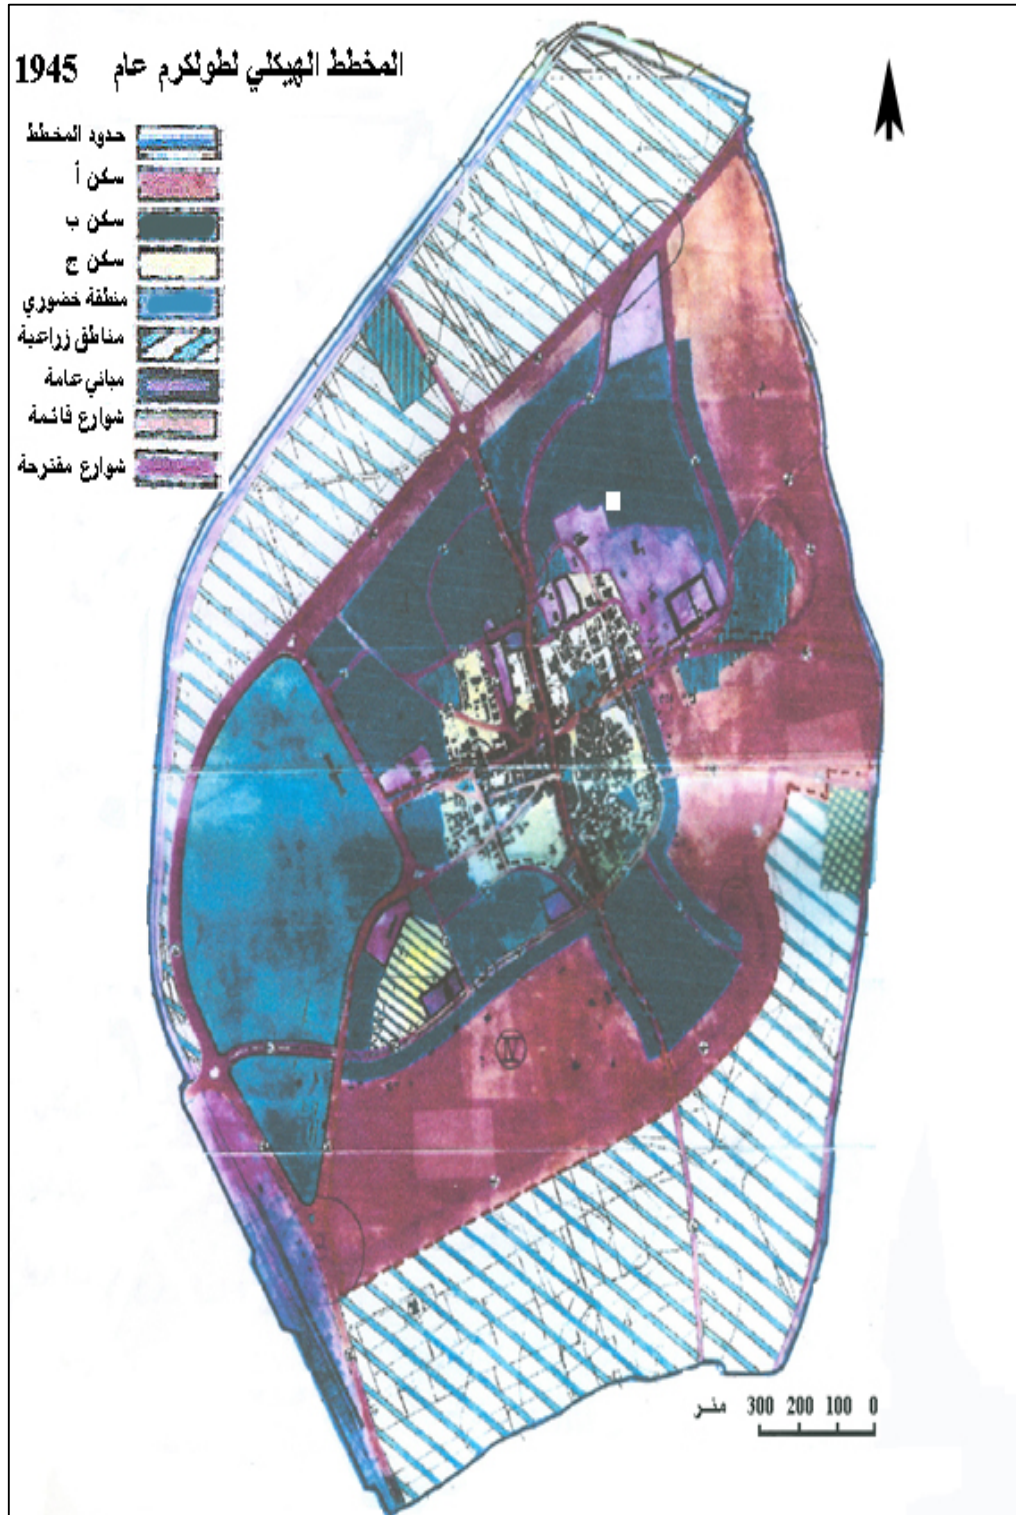 المخطط الهيكلي لطولكرم عام 1945
حدود المخطط
سكن أ
سكن ب
سكن ج
منطقة خضوري
مناطق زراعية
مباني عامة
شوارع قائمة
شوارع مقترحة
IV
متر 300 200 100 0